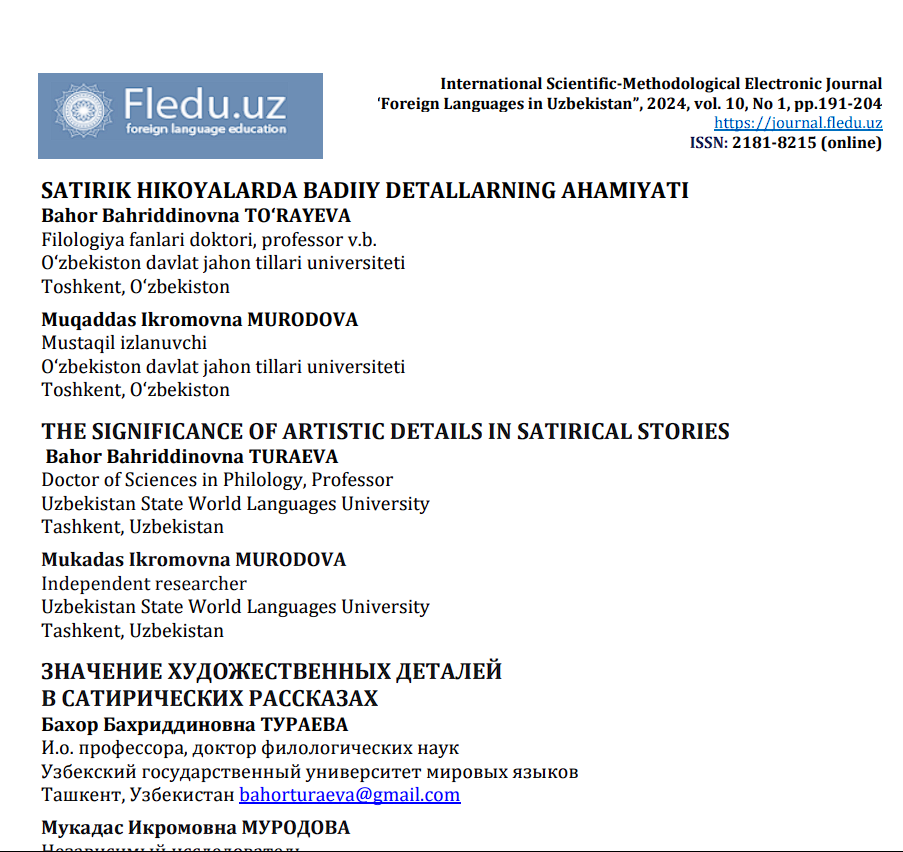 Fledu.uz
foreign language education
International Scientific-Methodological Electronic Journal
‘Foreign Languages in Uzbekistan”, 2024, vol. 10, No 1, pp.191-204
https://journal.fledu.uz
ISSN: 2181-8215 (online)
SATIRIK HIKOYALARDA BADIIY DETALLARNING AHAMIYATI
Bahor Bahriddinovna TO‘RAYEVA
Filologiya fanlari doktori, professor v.b.
O‘zbekiston davlat jahon tillari universiteti
Toshkent, O‘zbekiston
Muqaddas Ikromovna MURODOVA
Mustaqil izlanuvchi
O‘zbekiston davlat jahon tillari universiteti
Toshkent, O‘zbekiston
THE SIGNIFICANCE OF ARTISTIC DETAILS IN SATIRICAL STORIES
Bahor Bahriddinovna TURAEVA
Doctor of Sciences in Philology, Professor
Uzbekistan State World Languages University
Tashkent, Uzbekistan
Mukadas Ikromovna MURODOVA
Independent researcher
Uzbekistan State World Languages University
Tashkent, Uzbekistan
ЗНАЧЕНИЕ ХУДОЖЕСТВЕННЫХ ДЕТАЛЕЙ
В САТИРИЧЕСКИХ РАССКАЗАХ
Бахор Бахриддиновна ТУРАЕВА
И.о. профессора, доктор филологических наук
Узбекский государственный университет мировых языков
Ташкент, Узбекистан bahorturaeva@gmail.com
Мукадас Икромовна МУРОДОВА
Независимый исследователь